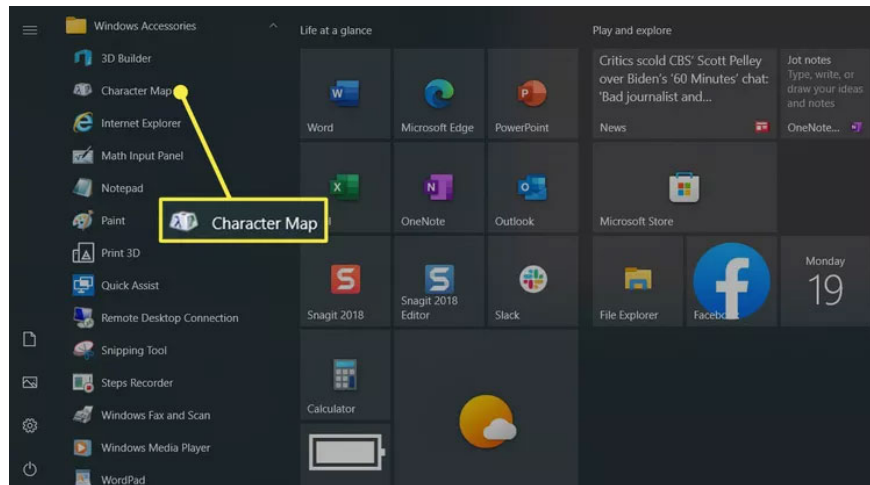 Windows Accessories
3D Builder
Character Map
Internet Explorer
Math Input Panel
Notepad
Paint
Character Map
Print 3D
Quick Assist
Remote Desktop Connection
Snipping Tool
Steps Recorder
Windows Fax and Scan
Windows Media Player
WordPad
Life at a glance
Word
Microsoft Edge
PowerPoint
OneNote
Outlook
Snagit 2018
Snagit 2018
Editor
Slack
Calculator
Play and explore
Critics scold CBS' Scott Pelley
over Biden's '60 Minutes' chat:
'Bad journalist and...
News
Jot notes
Type, write, or
draw your ideas
and notes
OneNote...
Microsoft Store
File Explorer
Facebook
Monday
19